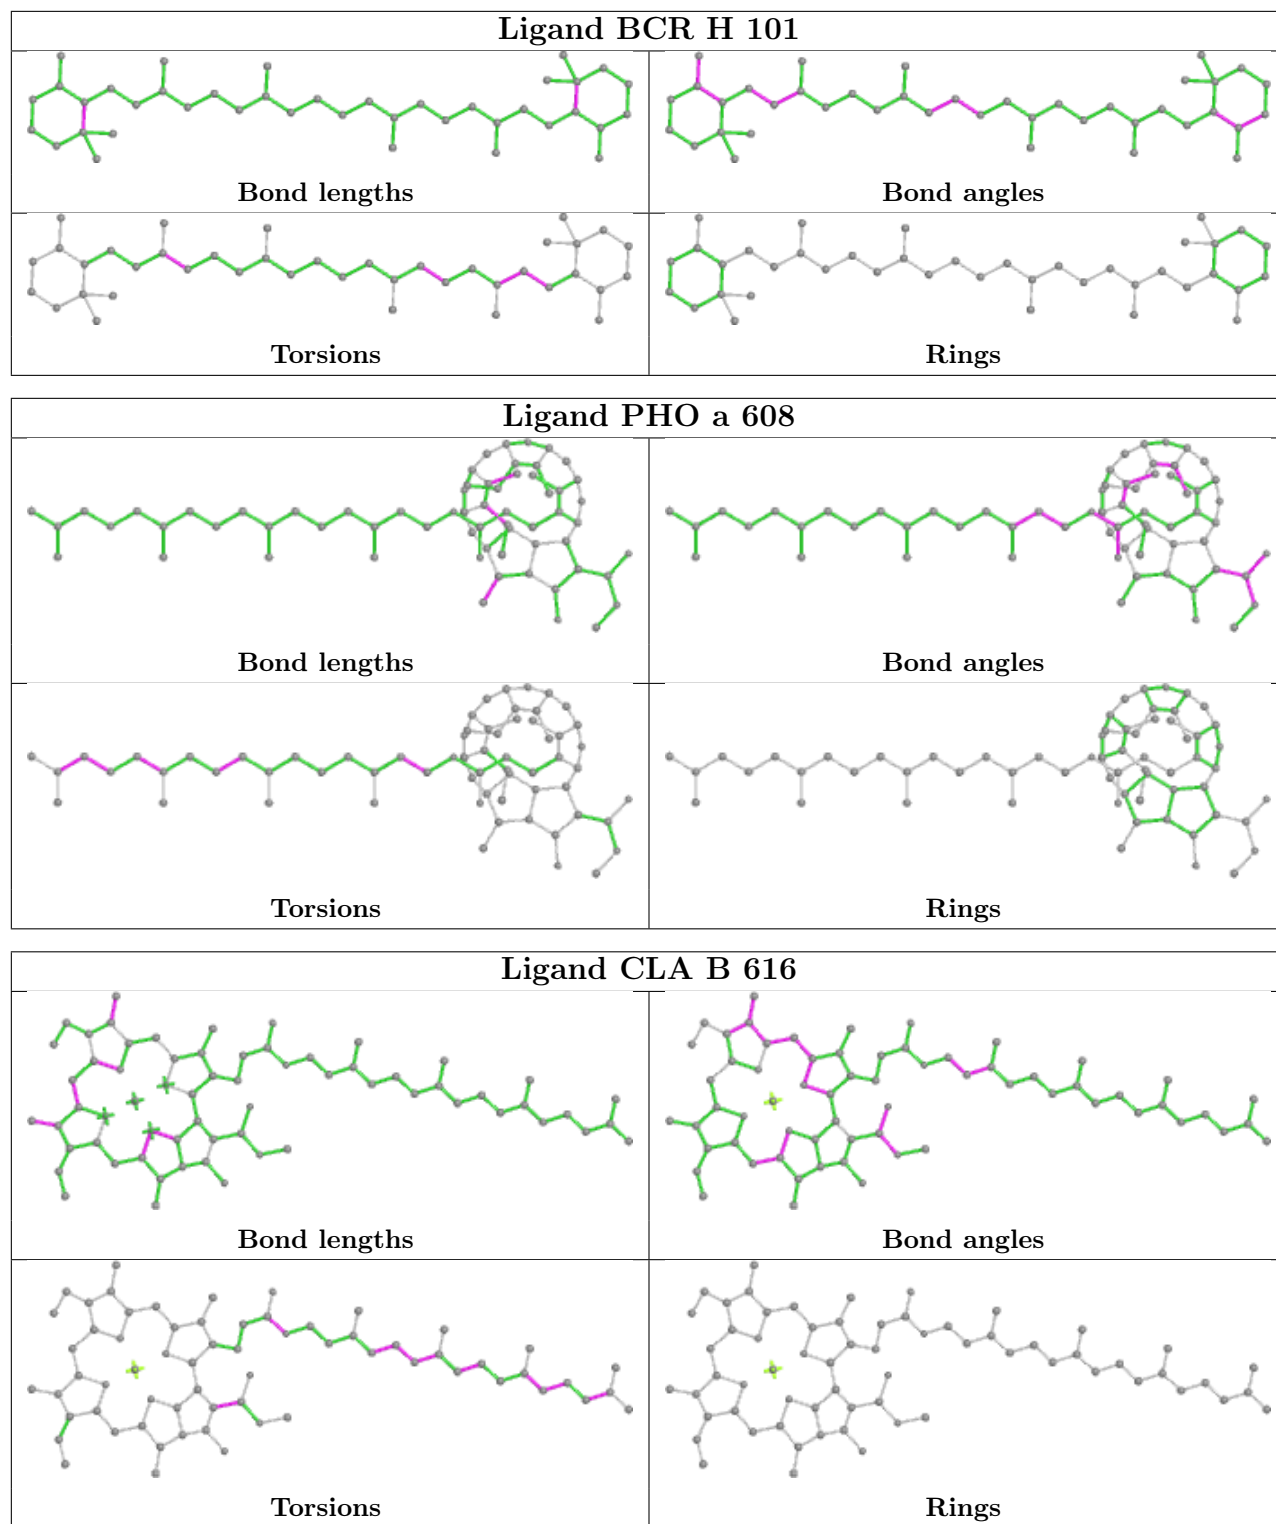 Ligand BCR H 101
Bond lengths
Bond angles
Torsions
Rings
Ligand PHO a 608
Bond lengths
Bond angles
Torsions
Rings
Ligand CLA B 616
Bond lengths
Bond angles
Torsions
Rings